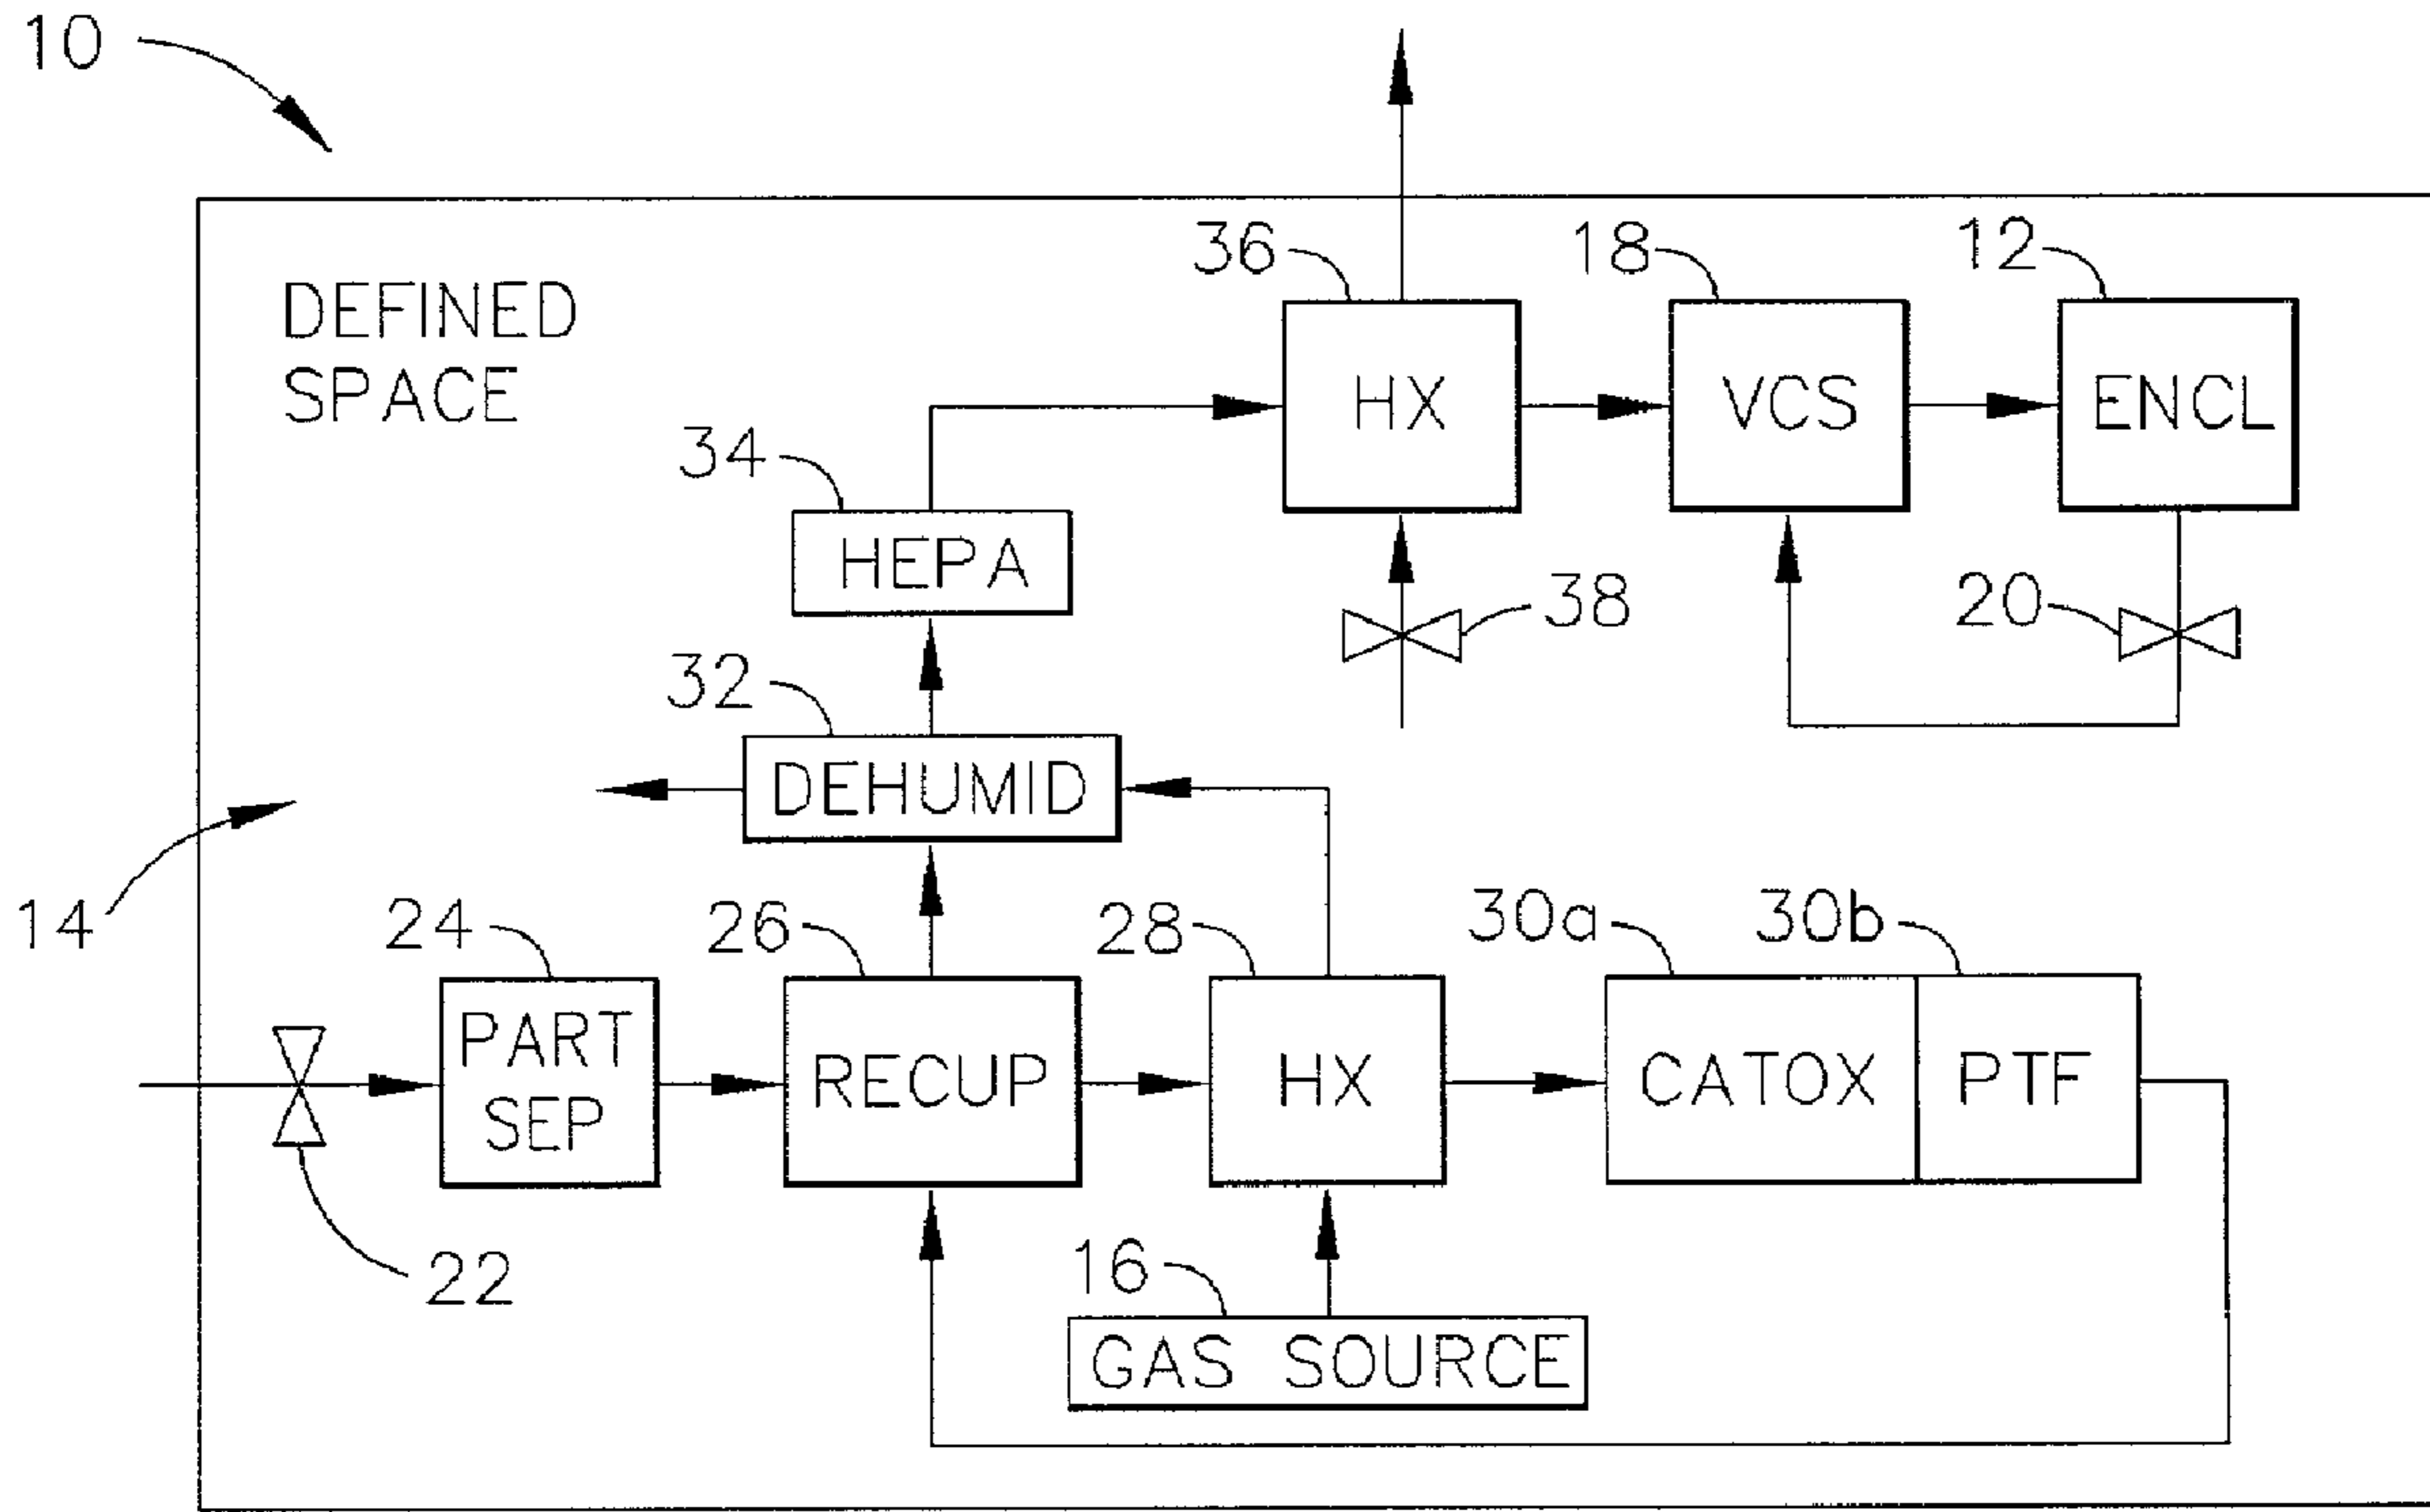 10
36
18
12
DEFINED
SPACE
HX
VCS
ENCL
34
HEPA
38
20
32
DEHUMID
14
24
26
28
30a
30b
PART
SEP
RECUP
HX
CATOX
PTF
22
16
GAS SOURCE